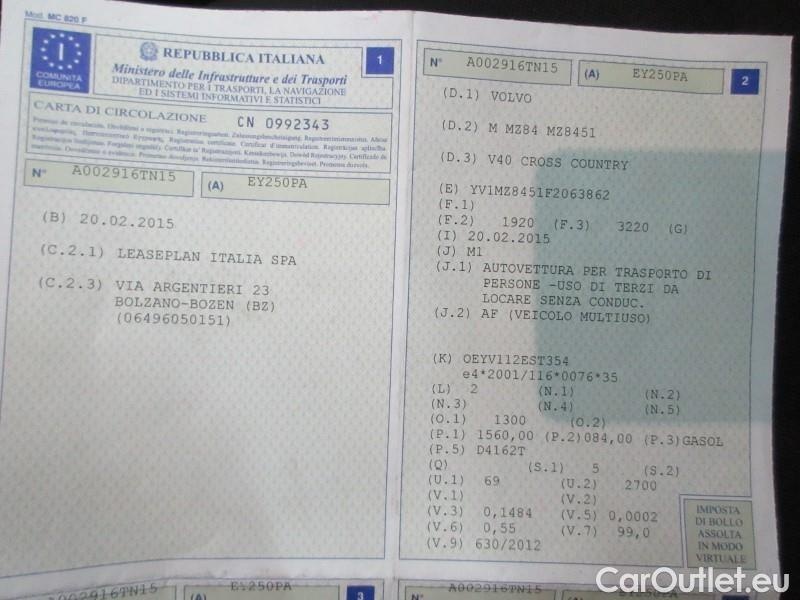 Mod. MC 820 F
I
COMUNITÀ
EUROPEA
REPUBBLICA ITALIANA
Ministero delle Infrastrutture e dei Trasporti
DIPARTIMENTO PER I TRASPORTI, LA NAVIGAZIONE
ED I SISTEMI INFORMATIVI E STATISTICI
1
CARTA DI CIRCOLAZIONE
CN 0992343
N° A002916TN15 (A) EY250PA
(B) 20.02.2015
(C.2.1) LEASEPLAN ITALIA SPA
(C.2.3) VIA ARGENTIERI 23
BOLZANO-BOZEN (BZ)
(06496050151)
N° A002916TN15 (A) EY250PA
2
(D.1) VOLVO
(D.2) M MZ84 MZ8451
(D.3) V40 CROSS COUNTRY
(E) YV1MZ8451F2063862
(F.1)
(F.2) 1920 (F.3) 3220 (G)
(I) 20.02.2015
(J) M1
(J.1) AUTOVETTURA PER TRASPORTO DI
PERSONE -USO DI TERZI DA
LOCARE SENZA CONDUC.
(J.2) AF (VEICOLO MULTIUSO)
(K) OEYV112EST354
e4*2001/116*0076*35
(L) 2 (N.1) (N.2)
(N.3) (N.4) (N.5)
(O.1) 1300 (O.2)
(P.1) 1560,00 (P.2)084,00 (P.3)GASOL
(P.5) D4162T
(Q) (S.1) 5 (S.2)
(U.1) 69 (U.2) 2700
(V.1) (V.2)
(V.3) 0,1484 (V.5) 0,0002
(V.6) 0,55 (V.7) 99,0
(V.9) 630/2012
IMPOSTA
DI BOLLO
ASSOLTA
IN MODO
VIRTUALE
A002916TN15 (A) EY250PA
3
N° A002916TN15 (A) EY250PA
CarOutlet.eu